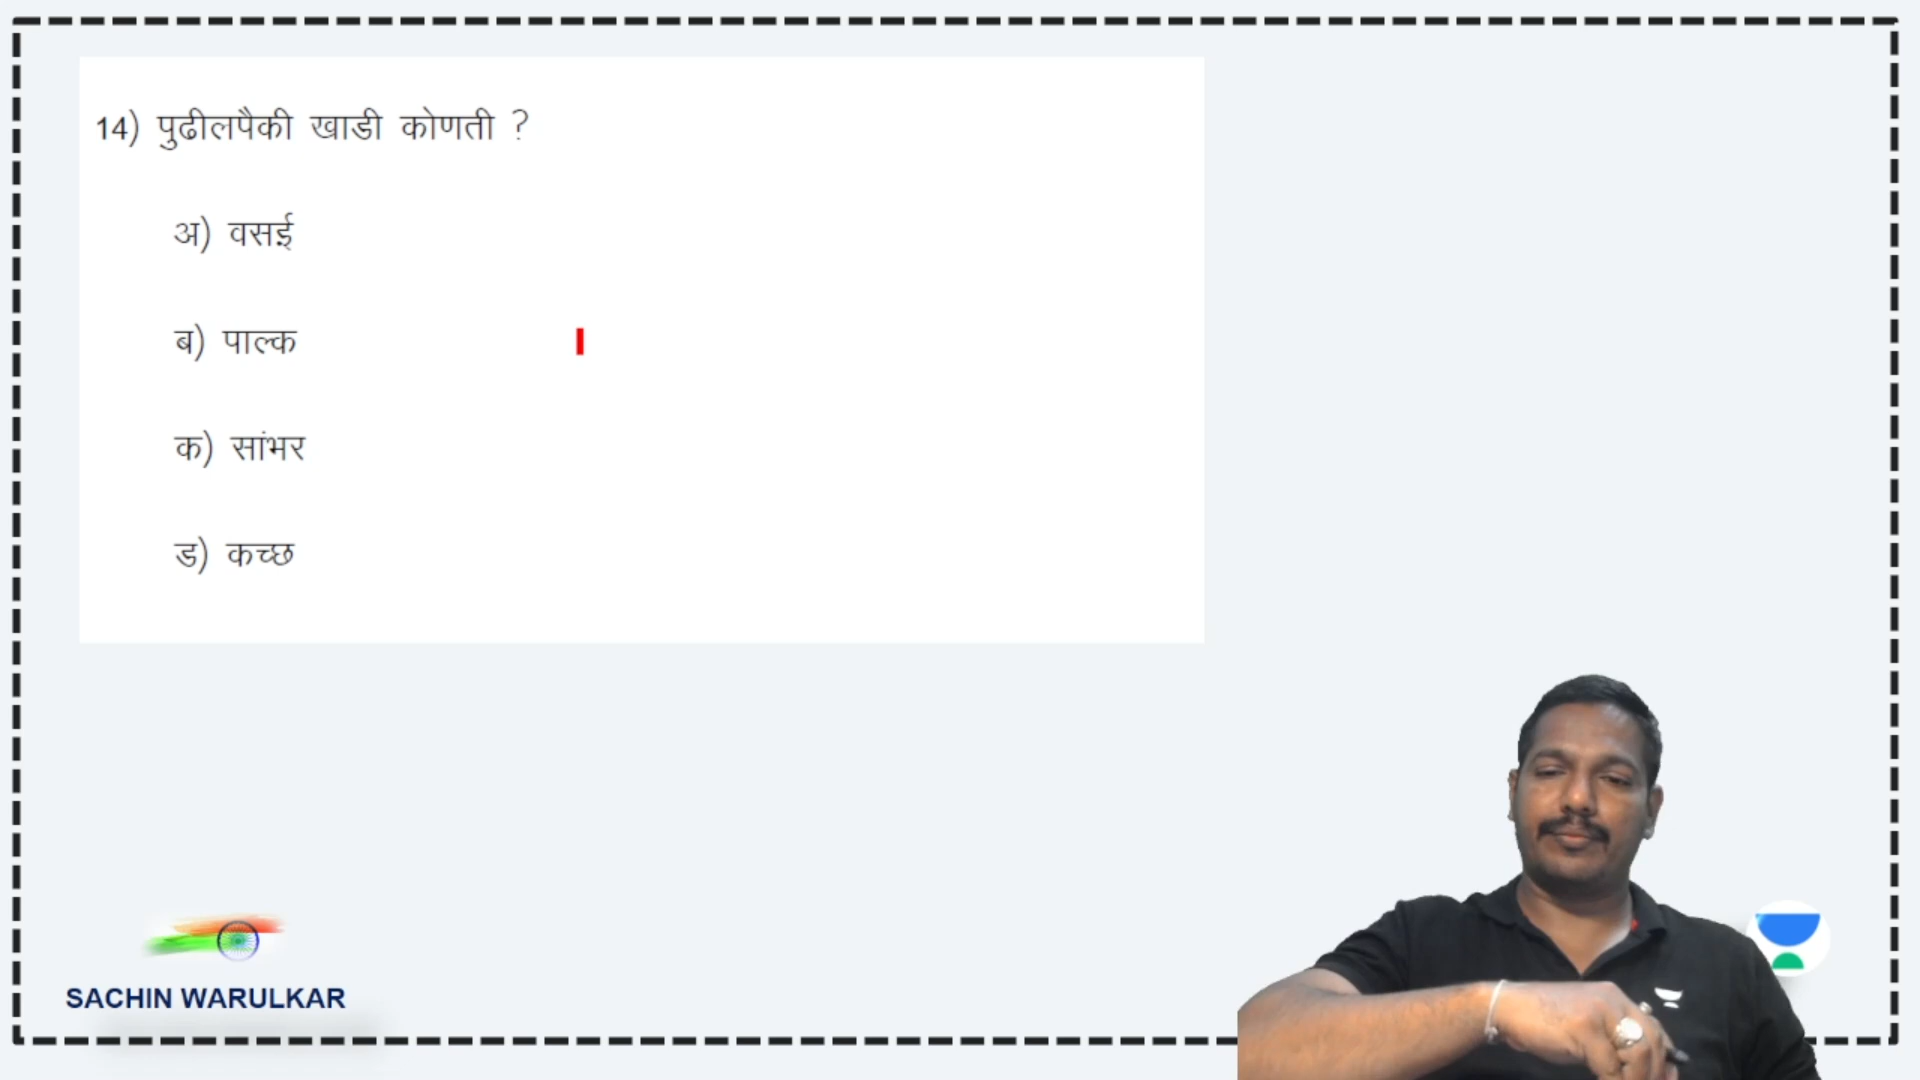 14) पुढीलपैकी खाडी कोणती ?
अ) वसई
ब) पाल्क
क) सांभर
ड) कच्छ
SACHIN WARULKAR